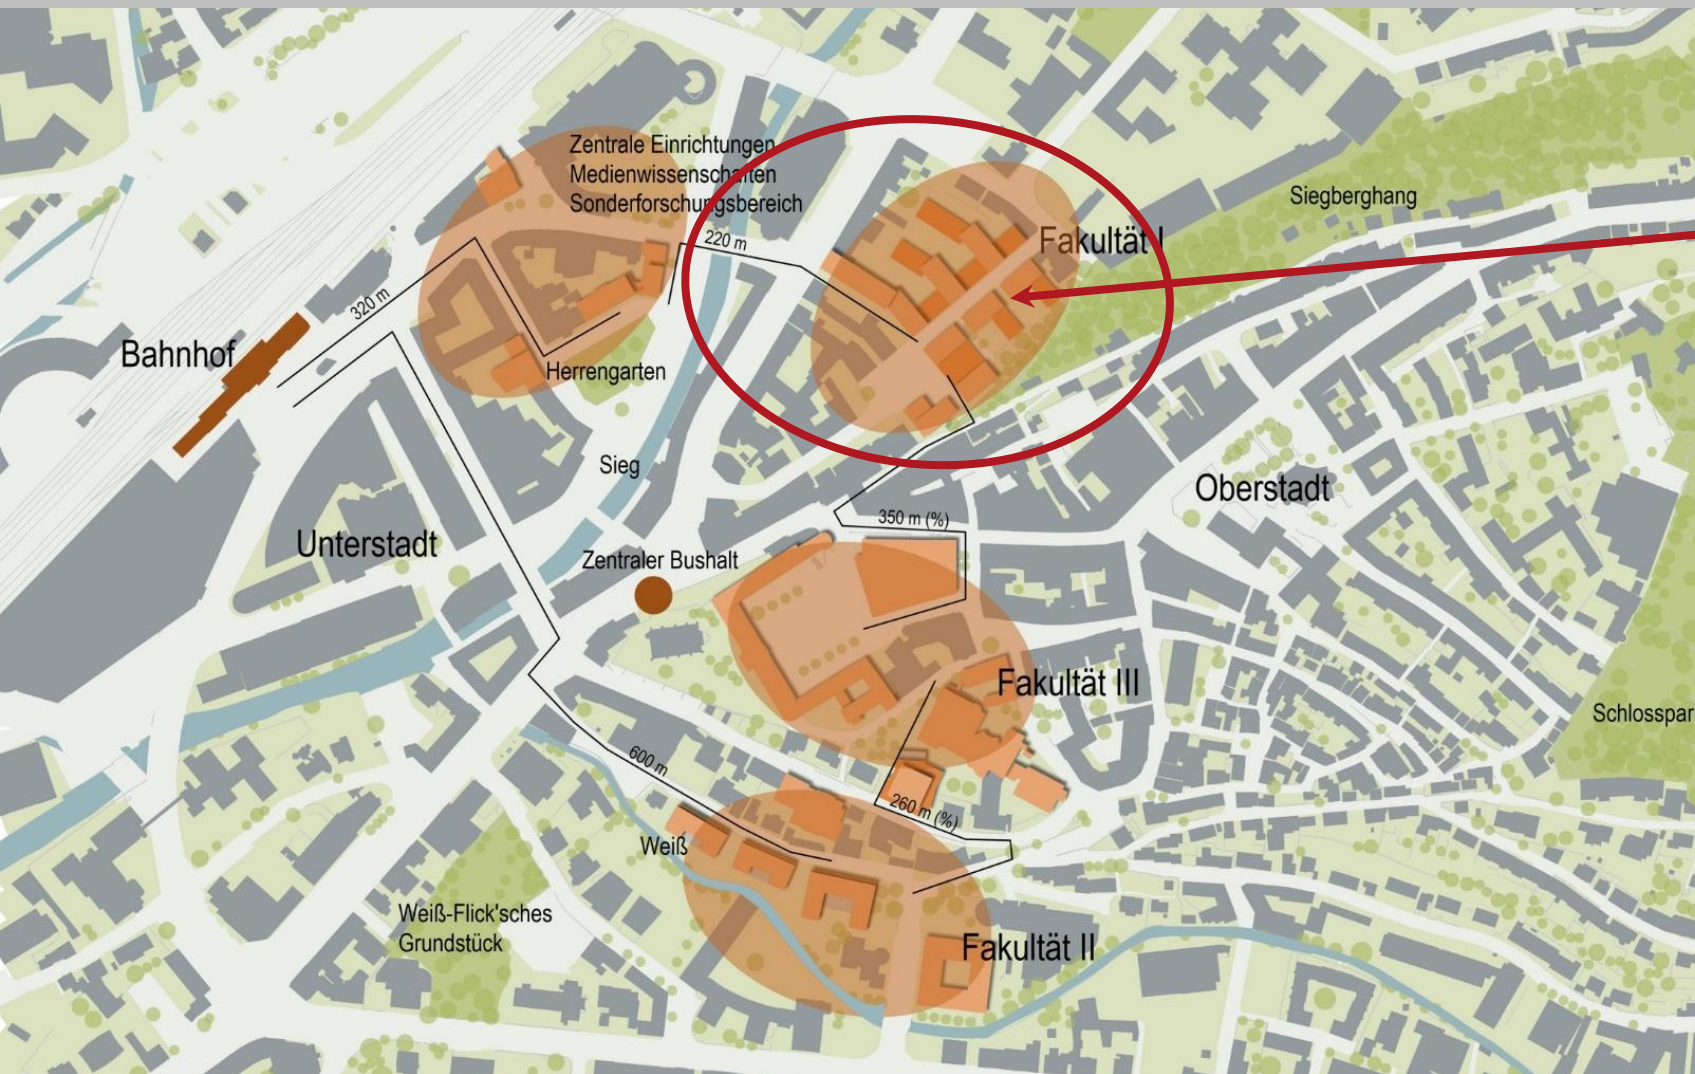 Zentrale Einrichtungen
Medienwissenschaften
Sonderforschungsbereich
Siegberghang
220 m
Fakultät I
320 m
Bahnhof
Herrengarten
Sieg
Oberstadt
350 m (%)
Unterstadt
Zentraler Bushalt
Fakultät III
Schlosspar
600 m
260 m (%)
Weiß
Weiß-Flick'sches
Grundstück
Fakultät II